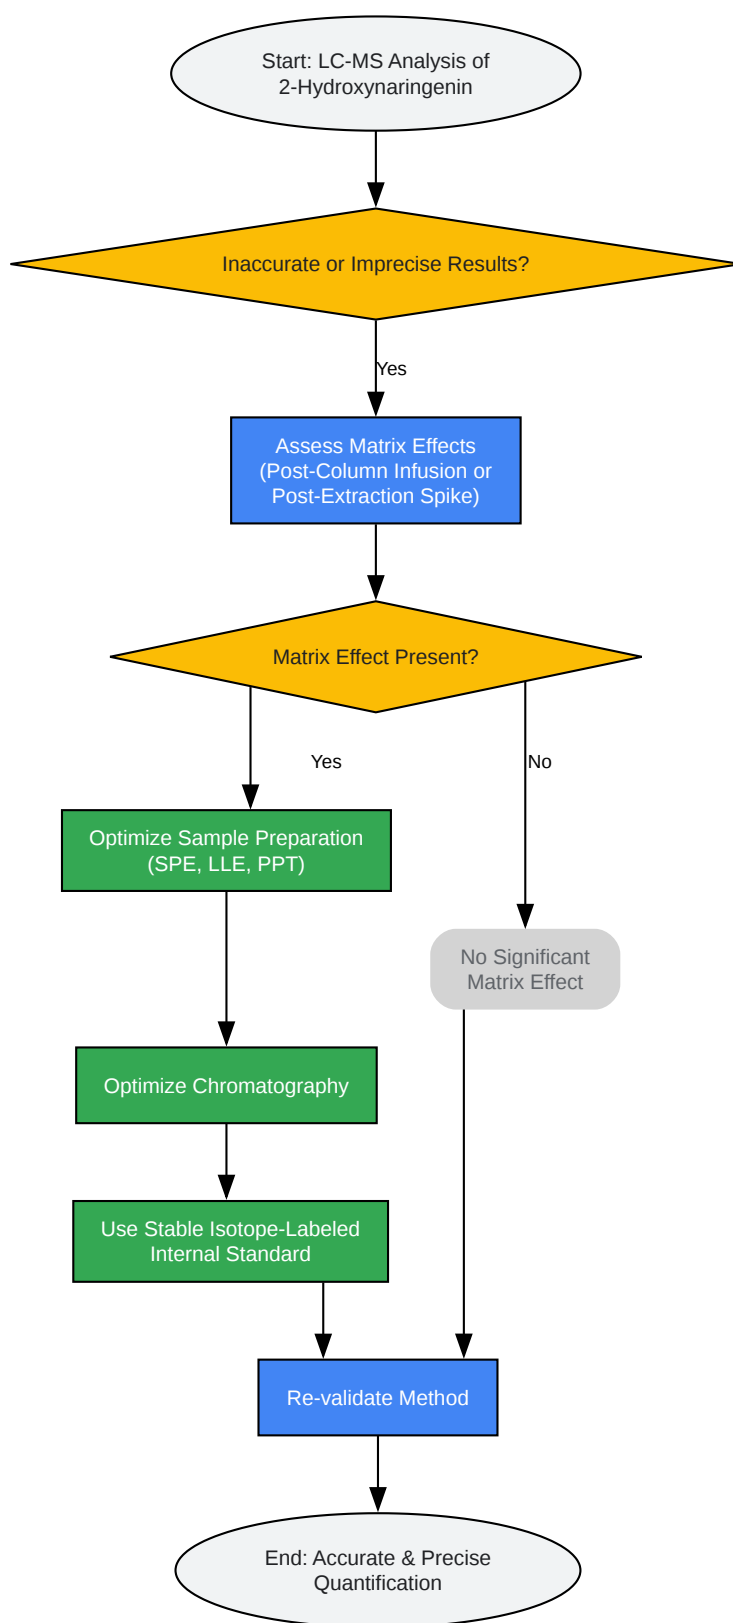 Start: LC-MS Analysis of
2-Hydroxynaringenin
Inaccurate or Imprecise Results?
Yes
Assess Matrix Effects
(Post-Column Infusion or
Post-Extraction Spike)
Matrix Effect Present?
Yes
No
Optimize Sample Preparation
(SPE, LLE, PPT)
No Significant
Matrix Effect
Optimize Chromatography
Use Stable Isotope-Labeled
Internal Standard
Re-validate Method
End: Accurate & Precise
Quantification